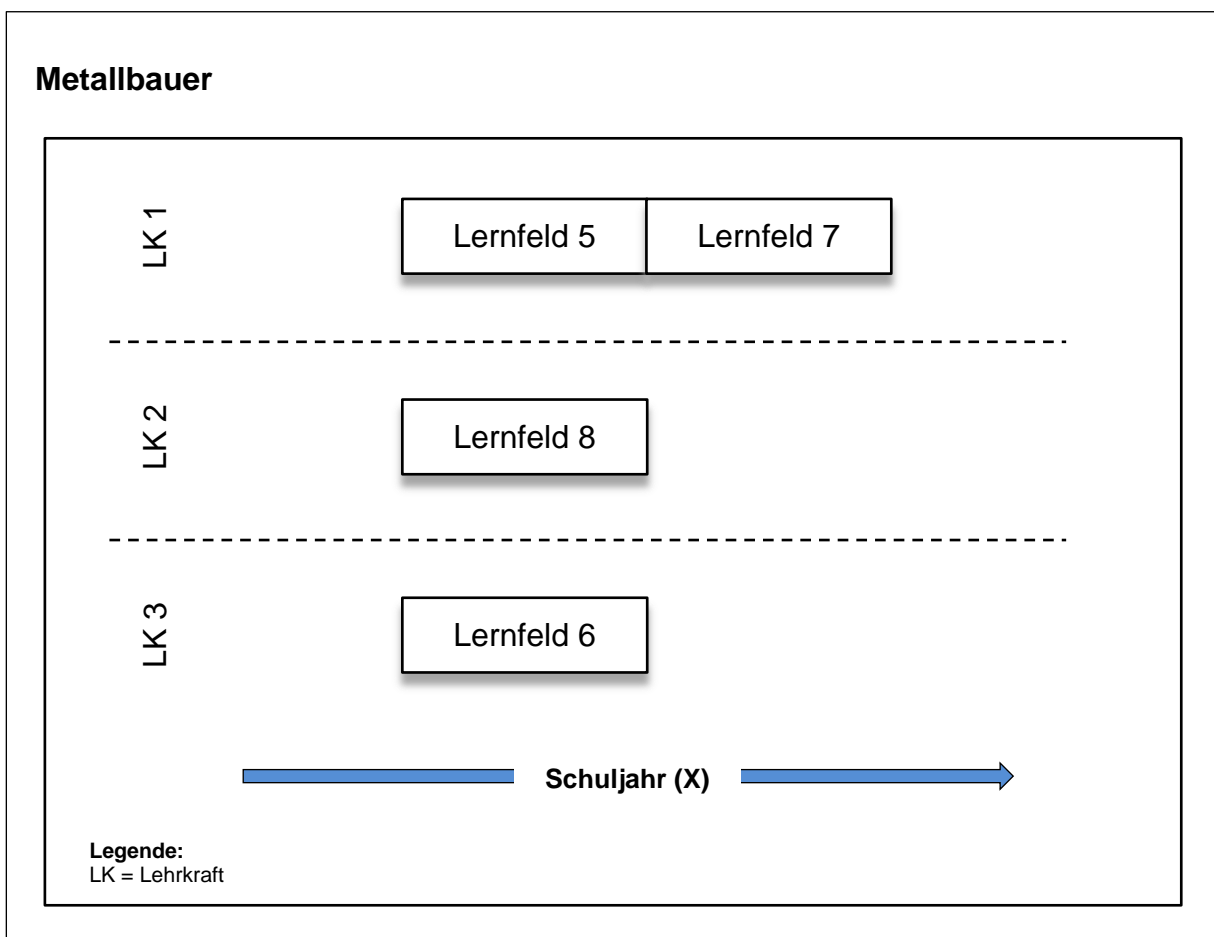 Metallbauer
LK 1
Lernfeld 5
Lernfeld 7
LK 2
Lernfeld 8
LK 3
Lernfeld 6
Schuljahr (X)
Legende:
LK = Lehrkraft